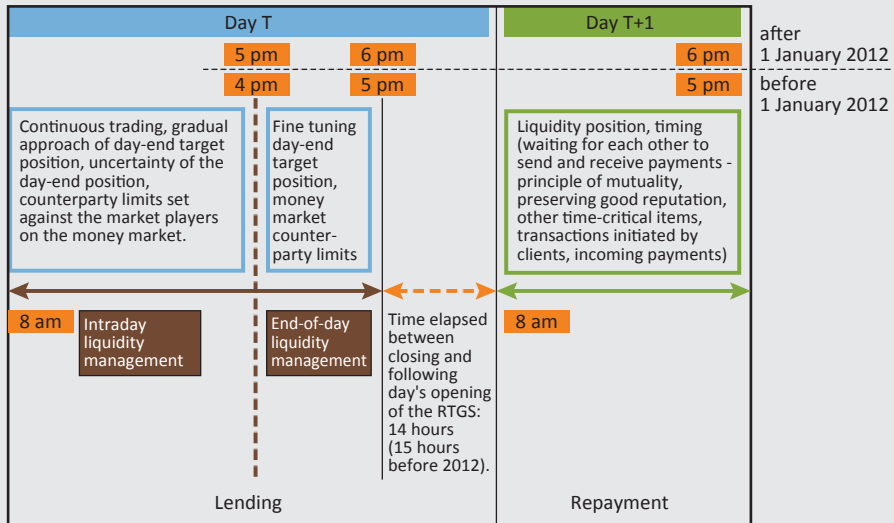 Day T
Day T+1
after
1 January 2012
5 pm
6 pm
6 pm
4 pm
5 pm
5 pm
before
1 January 2012
Continuous trading, gradual
approach of day-end target
position, uncertainty of the
day-end position,
counterparty limits set
against the market players
on the money market.
Fine tuning
day-end
target
position,
money
market
counter-
party limits
Liquidity position, timing
(waiting for each other to
send and receive payments -
principle of mutuality,
preserving good reputation,
other time-critical items,
transactions initiated by
clients, incoming payments)
8 am
Intraday
liquidity
management
End-of-day
liquidity
management
Time elapsed
between
closing and
following
day's opening
of the RTGS:
14 hours
(15 hours
before 2012).
8 am
Lending
Repayment